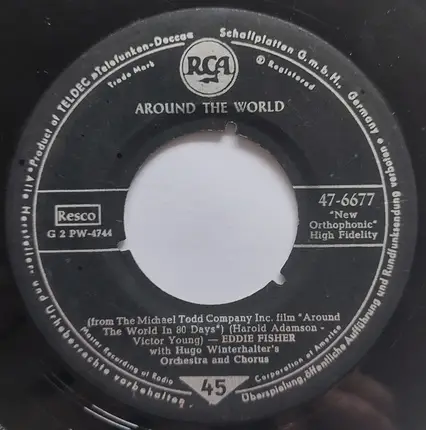 Product of TELDEC »Telefunken-Decca« Schallplatten G.m.b.H., Germany
Trade Mark
RCA
® Registered
AROUND THE WORLD
Resco
G 2 PW-4744
47-6677
"New
Orthophonic"
High Fidelity
(from The Michael Todd Company Inc. film "Around
The World In 80 Days") (Harold Adamson -
Victor Young) — EDDIE FISHER
with Hugo Winterhalter's
Orchestra and Chorus
Master Recording of Radio
Corporation of America
45
»Alle Hersteller- und Urheberrechte vorbehalten
Überspielung, öffentliche Aufführung und Rundfunksendung verboten«